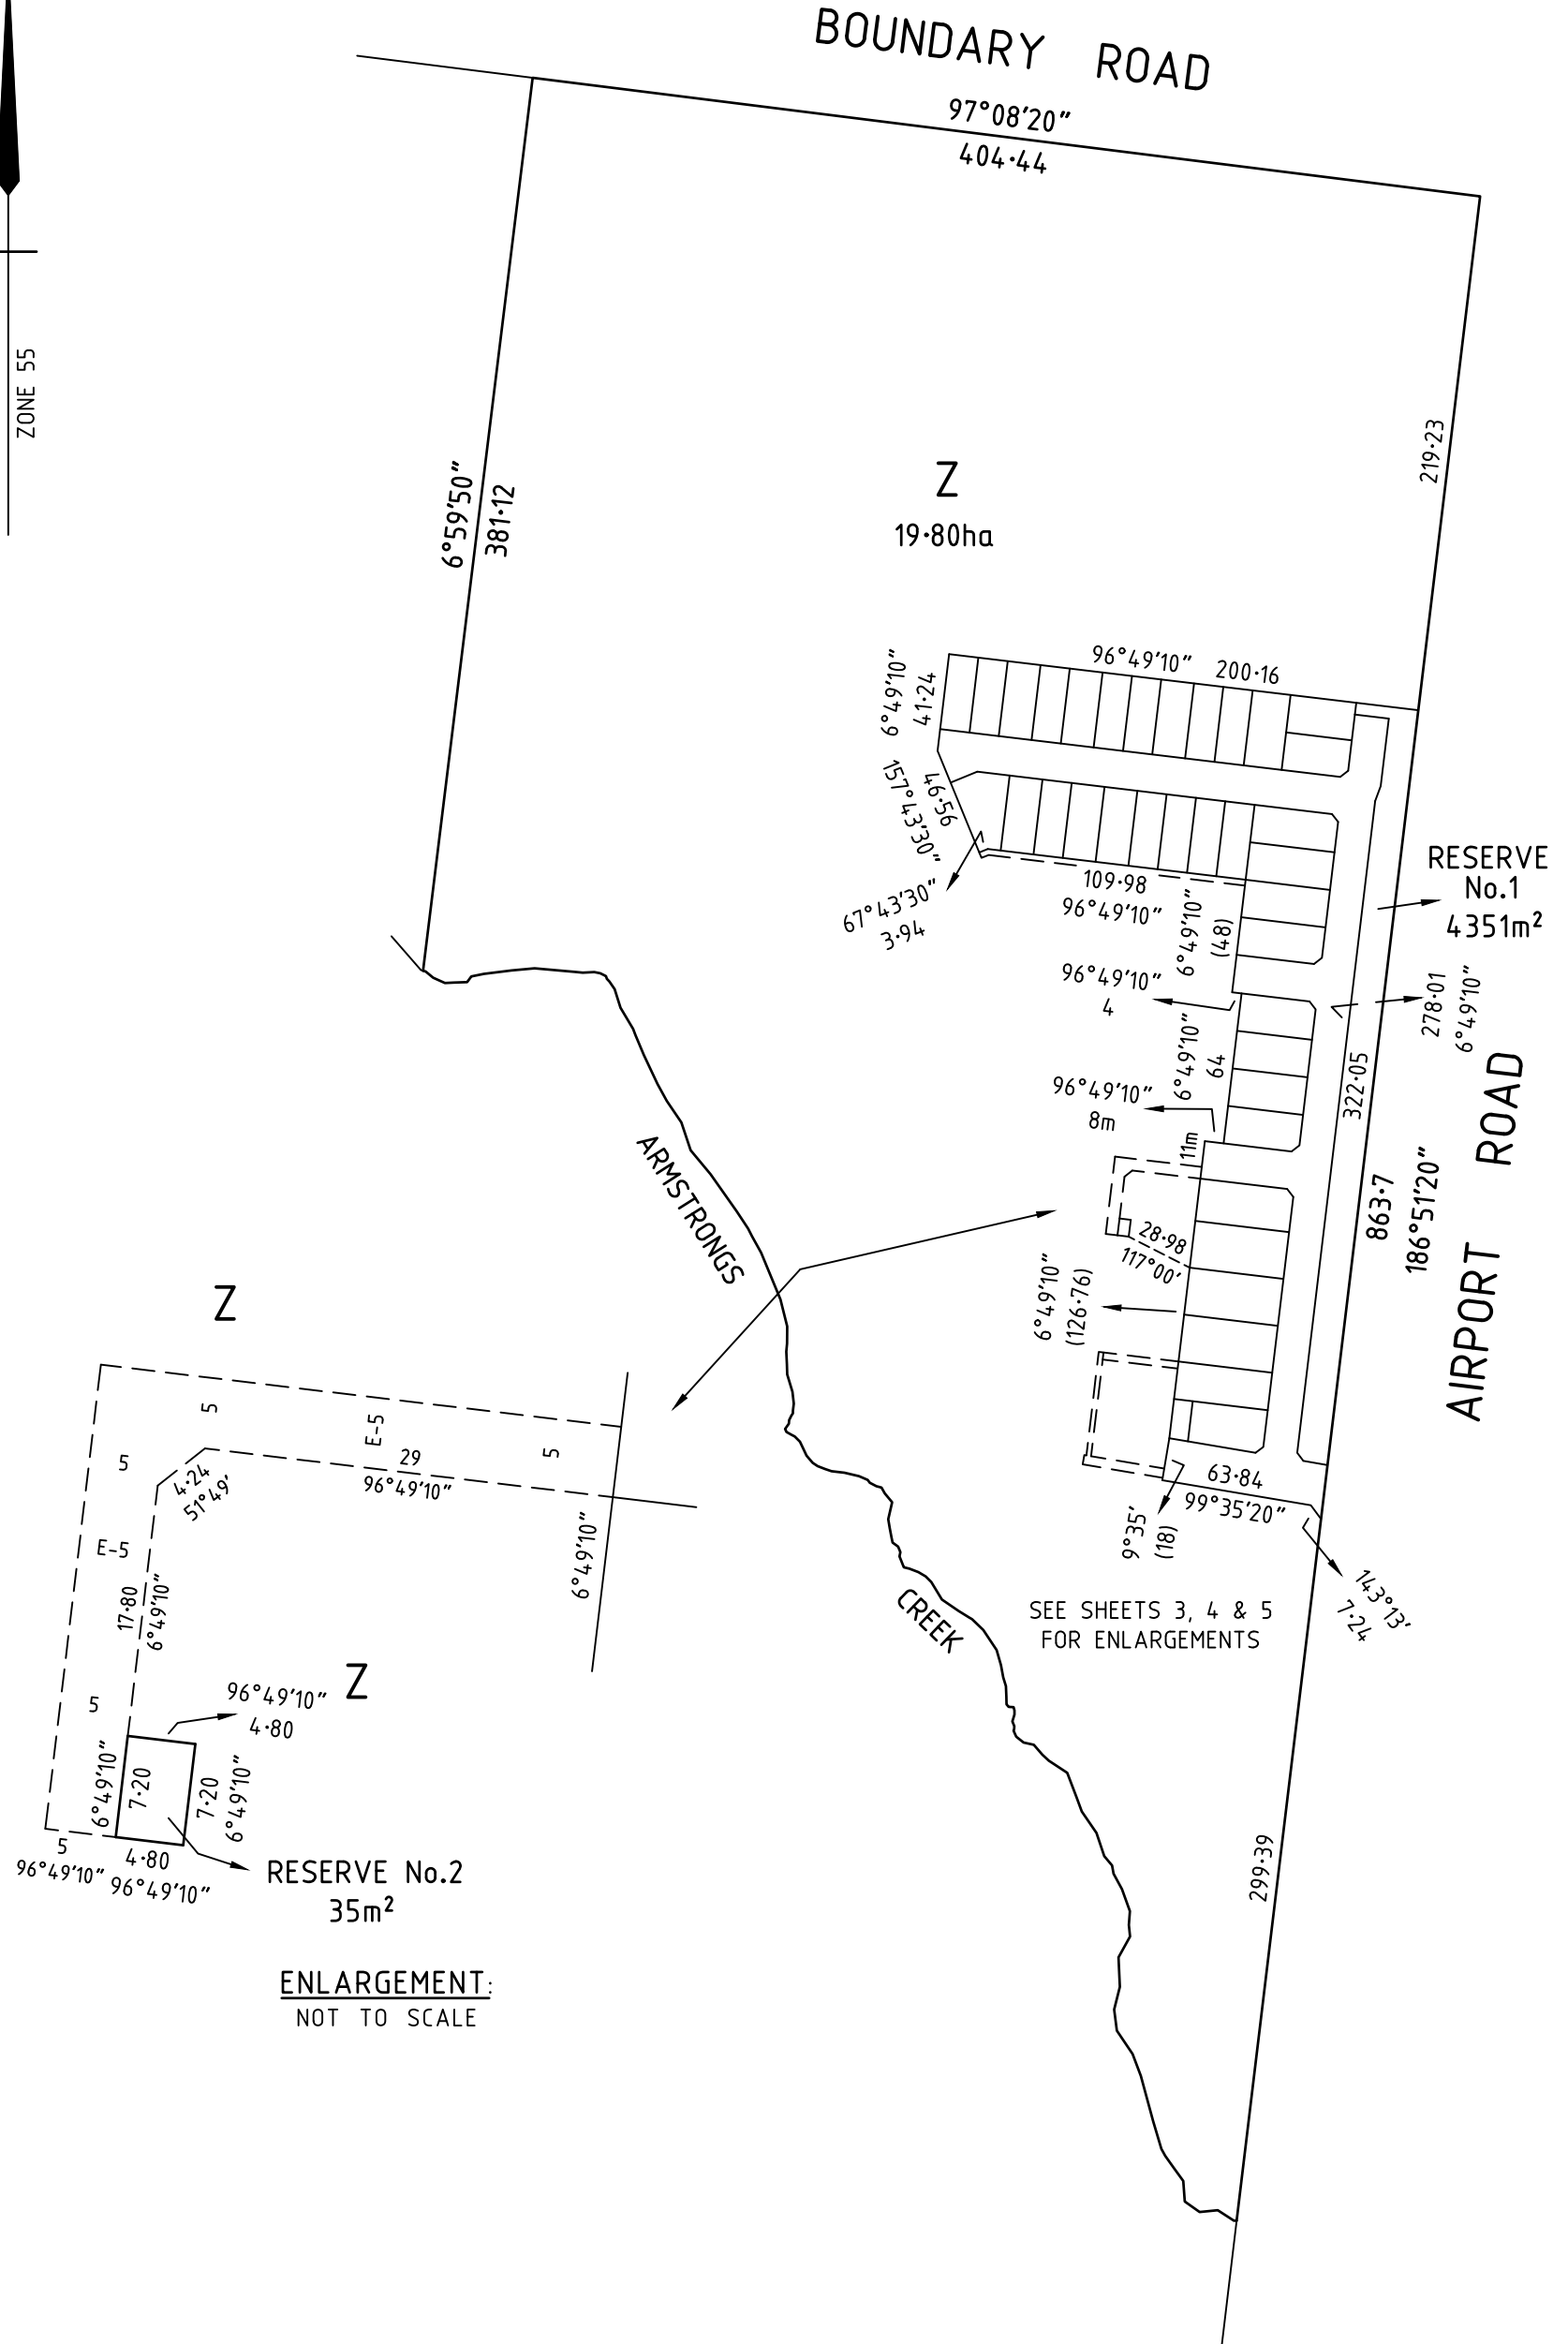 BOUNDARY ROAD
97°08'20"
404·44
ZONE 55
6°59'50"
381·12
219·23
Z
19·80ha
96°49'10" 200·16
6°49'10"
41·24
46·56
157°43'30"
67°43'30"
3·94
109·98
96°49'10"
6°49'10"
(48)
RESERVE
No.1
4351m²
96°49'10"
4
278·01
6°49'10"
6°49'10"
64
322·05
96°49'10"
8m
11m
863·7
186°51'20"
AIRPORT ROAD
28·98
117°00'
6°49'10"
(126·76)
63·84
99°35'20"
9°35'
(18)
143°13'
7·24
SEE SHEETS 3, 4 & 5
FOR ENLARGEMENTS
299·39
ARMSTRONGS
CREEK
Z
5
E-5
5
29
96°49'10"
5
4·24
51°49'
6°49'10"
E-5
17·80
6°49'10"
5
Z
96°49'10"
4·80
6°49'10"
7·20
7·20
6°49'10"
5
96°49'10"
4·80
96°49'10"
RESERVE No.2
35m²
ENLARGEMENT:
NOT TO SCALE